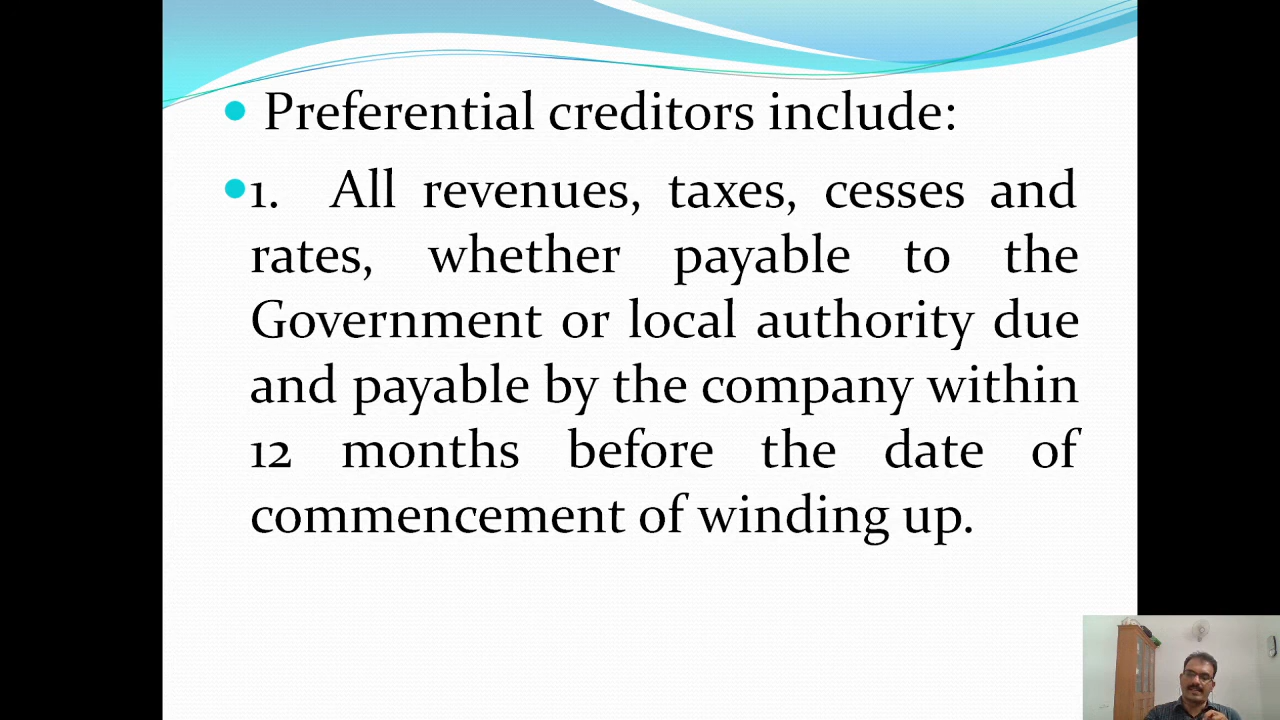 • Preferential creditors include:
• 1. All revenues, taxes, cesses and
rates, whether payable to the
Government or local authority due
and payable by the company within
12 months before the date of
commencement of winding up.